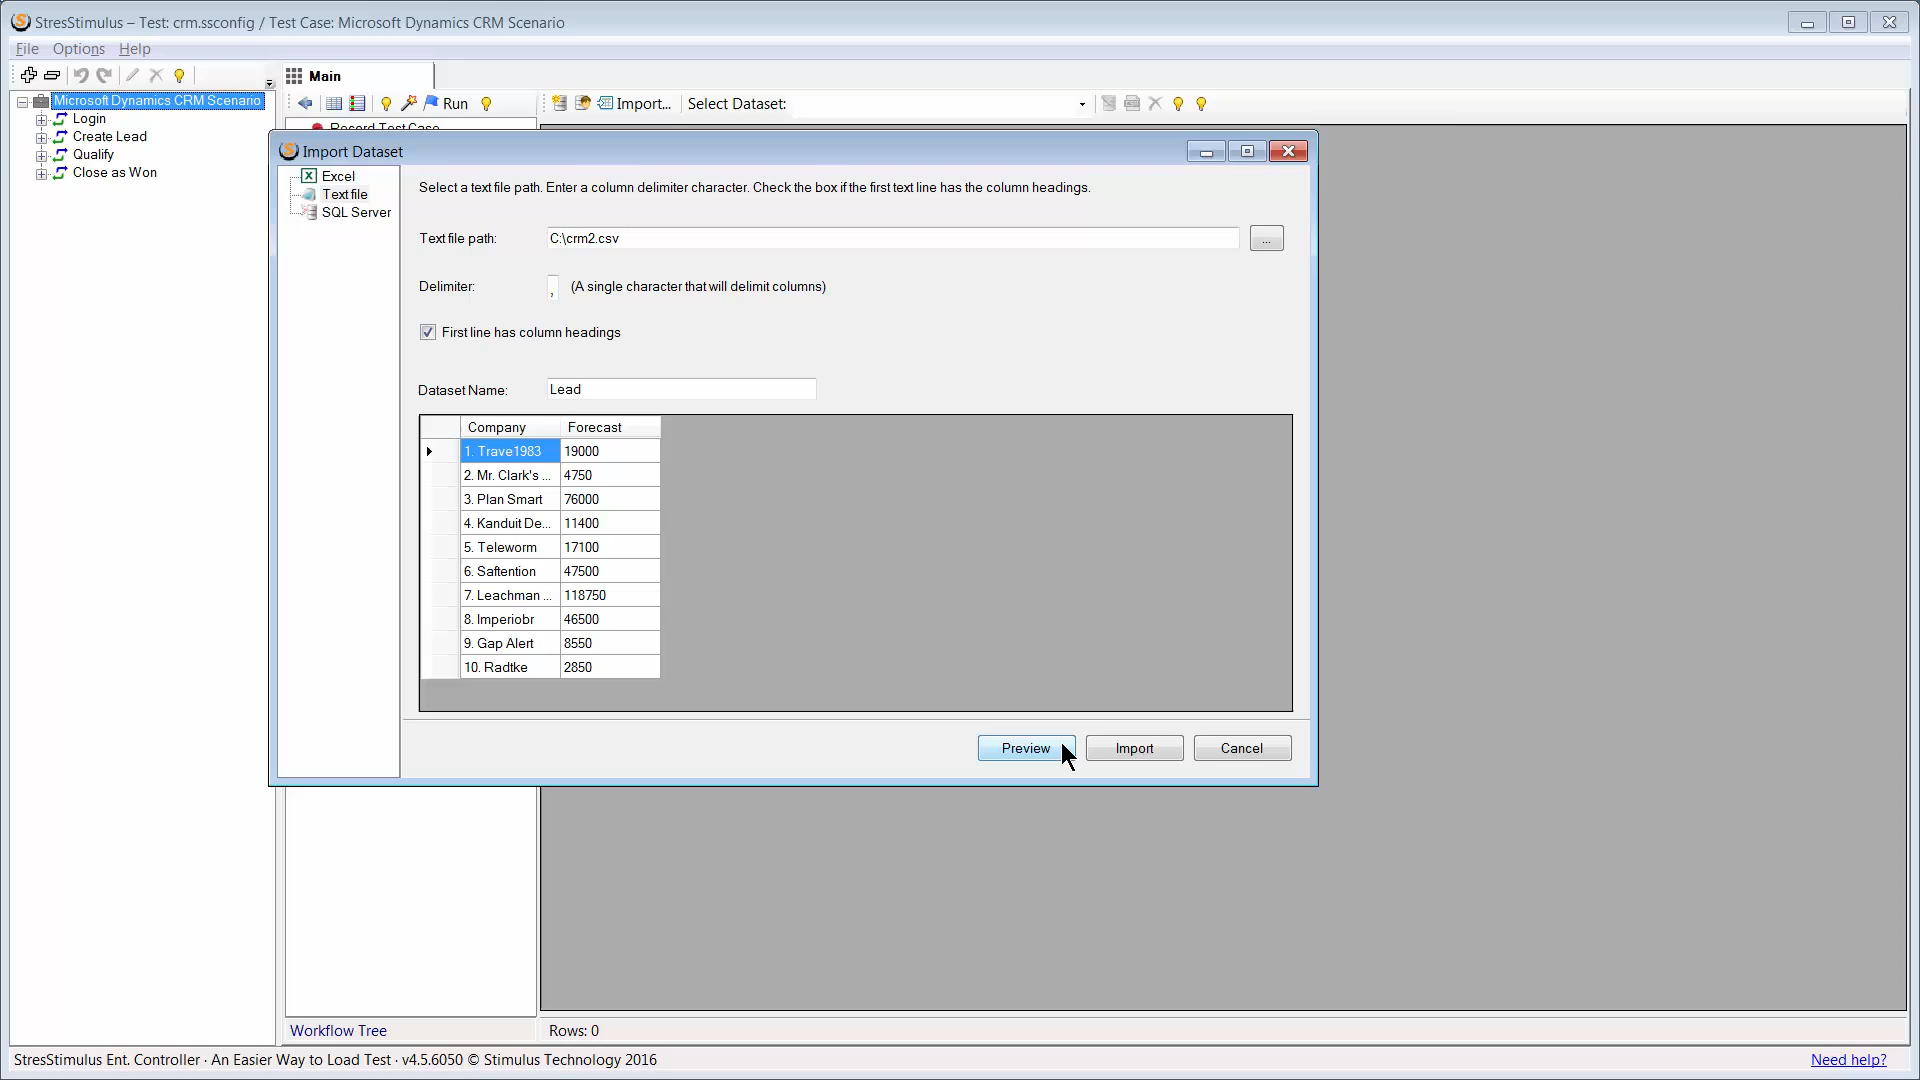 StresStimulus – Test: crm.ssconfig / Test Case: Microsoft Dynamics CRM Scenario
File Options Help
Main
Microsoft Dynamics CRM Scenario
Login
Create Lead
Qualify
Close as Won
Run
Import... Select Dataset:
Record Test Case
Import Dataset
Excel
Text file
SQL Server
Select a text file path. Enter a column delimiter character. Check the box if the first text line has the column headings.
Text file path: C:\crm2.csv ...
Delimiter: , (A single character that will delimit columns)
First line has column headings
Dataset Name: Lead
Company Forecast
1. Trave1983 19000
2. Mr. Clark's ... 4750
3. Plan Smart 76000
4. Kanduit De... 11400
5. Teleworm 17100
6. Saftention 47500
7. Leachman ... 118750
8. Imperiobr 46500
9. Gap Alert 8550
10. Radtke 2850
Preview Import Cancel
Workflow Tree
Rows: 0
StresStimulus Ent. Controller · An Easier Way to Load Test · v4.5.6050 © Stimulus Technology 2016
Need help?